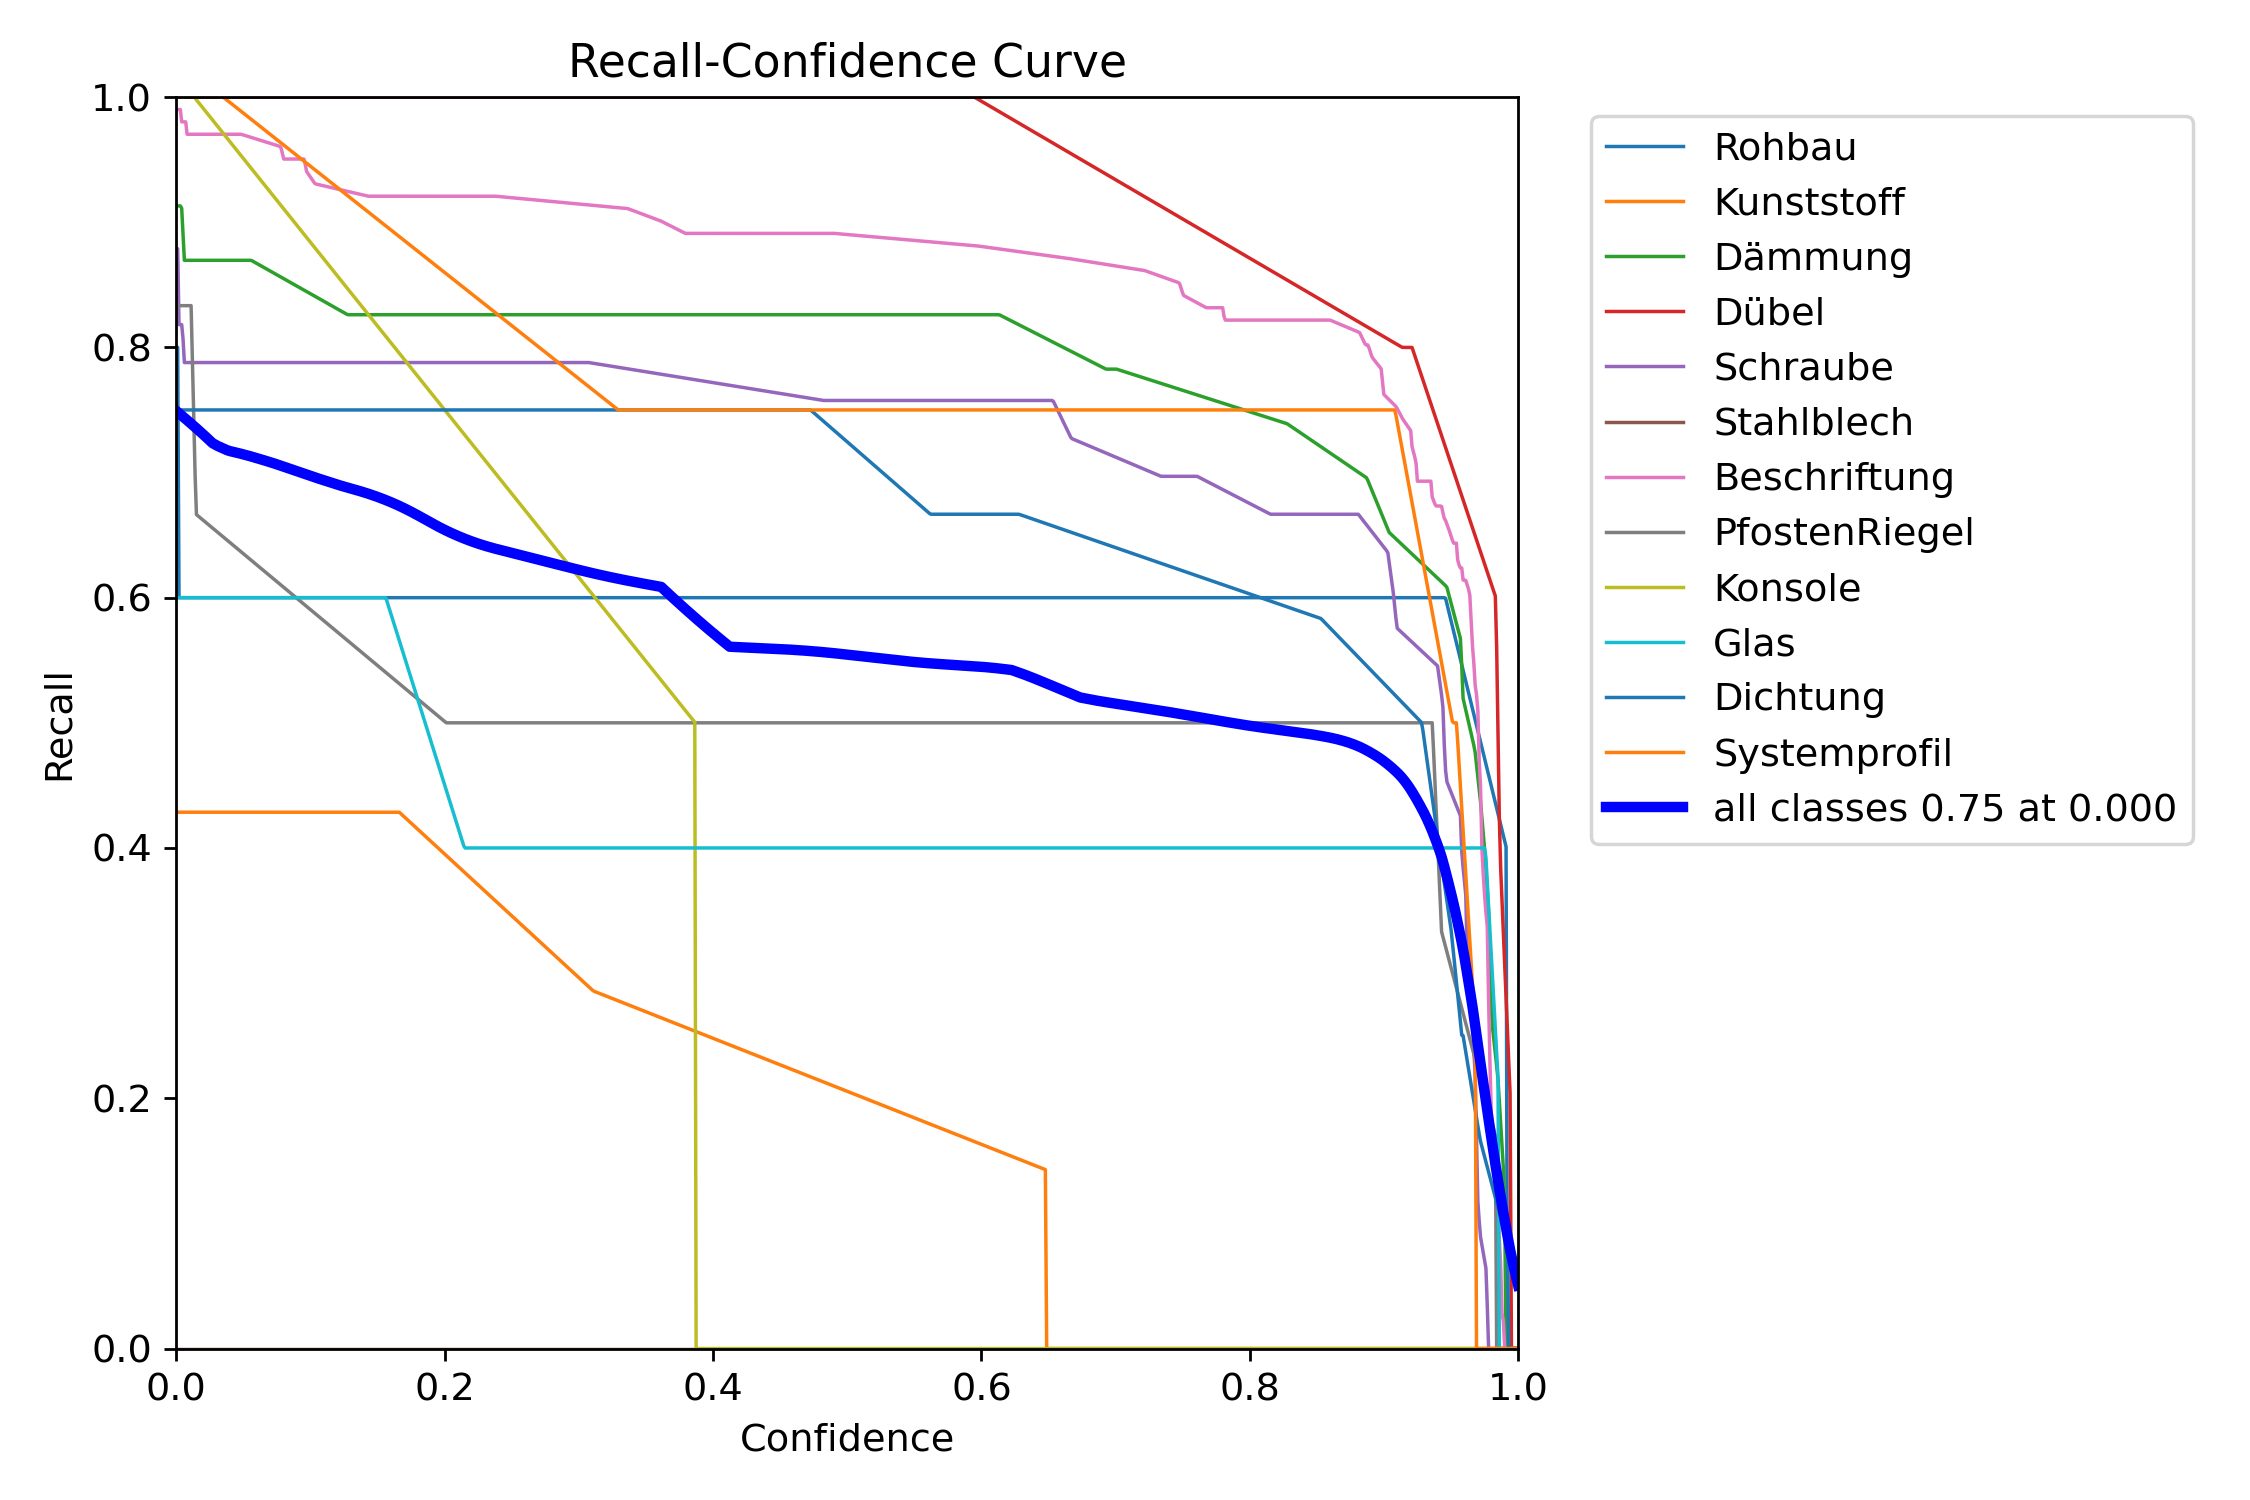 Recall-Confidence Curve
1.0
0.8
0.6
0.4
0.2
0.0
Recall
0.0 0.2 0.4 0.6 0.8 1.0
Confidence
Rohbau
Kunststoff
Dämmung
Dübel
Schraube
Stahlblech
Beschriftung
PfostenRiegel
Konsole
Glas
Dichtung
Systemprofil
all classes 0.75 at 0.000